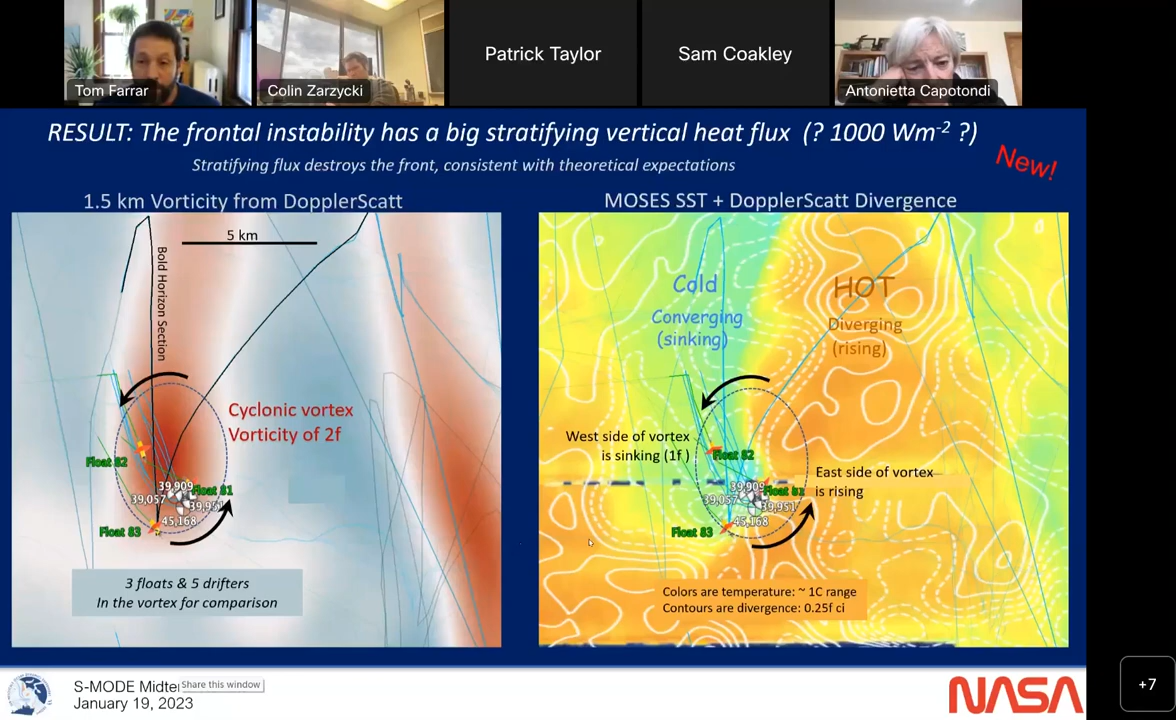 Tom Farrar
Colin Zarzycki
Patrick Taylor
Sam Coakley
Antonietta Capotondi
RESULT: The frontal instability has a big stratifying vertical heat flux (? 1000 Wm-2 ?)
Stratifying flux destroys the front, consistent with theoretical expectations
New!
1.5 km Vorticity from DopplerScatt
5 km
Bold Horizon Section
Cyclonic vortex
Vorticity of 2f
Float 82
39,909
Float 81
39,057
39,951
45,168
Float 83
3 floats & 5 drifters
In the vortex for comparison
MOSES SST + DopplerScatt Divergence
Cold
Converging
(sinking)
HOT
Diverging
(rising)
West side of vortex
is sinking (1f )
Float 82
East side of vortex
is rising
39,909
Float 81
39,057
39,951
45,168
Float 83
Colors are temperature: ~ 1C range
Contours are divergence: 0.25f ci
S-MODE Midte
Share this window
January 19, 2023
NASA
+7